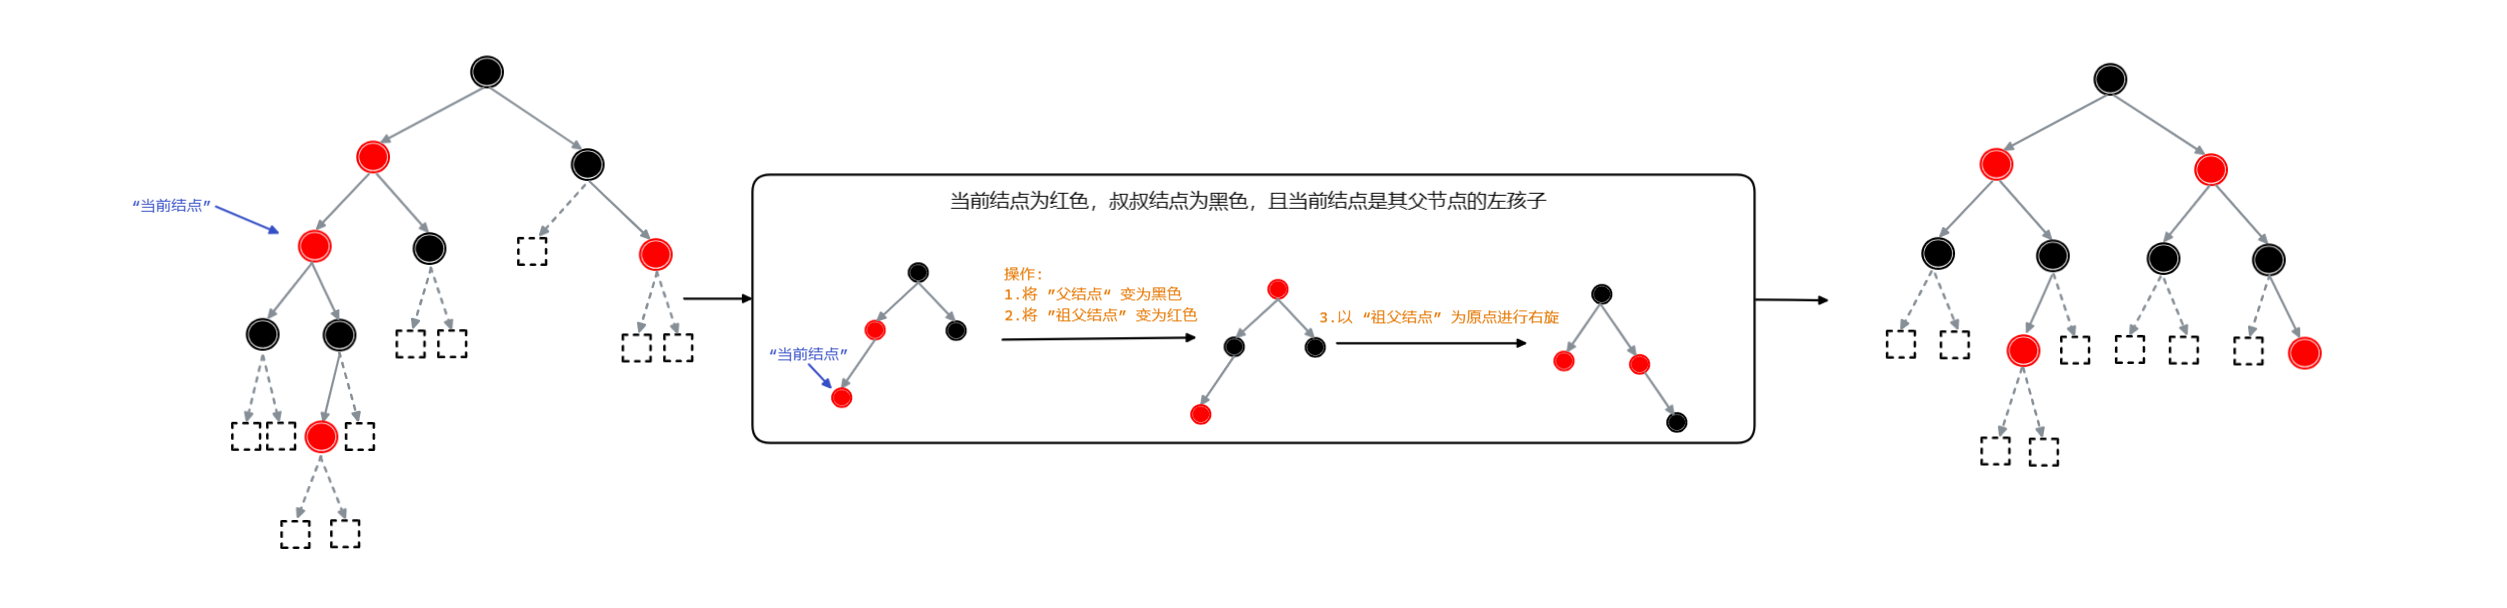 “当前结点”
当前结点为红色，叔叔结点为黑色，且当前结点是其父节点的左孩子
“当前结点”
操作：
1.将 ”父结点“ 变为黑色
2.将 ”祖父结点” 变为红色
3.以 “祖父结点” 为原点进行右旋